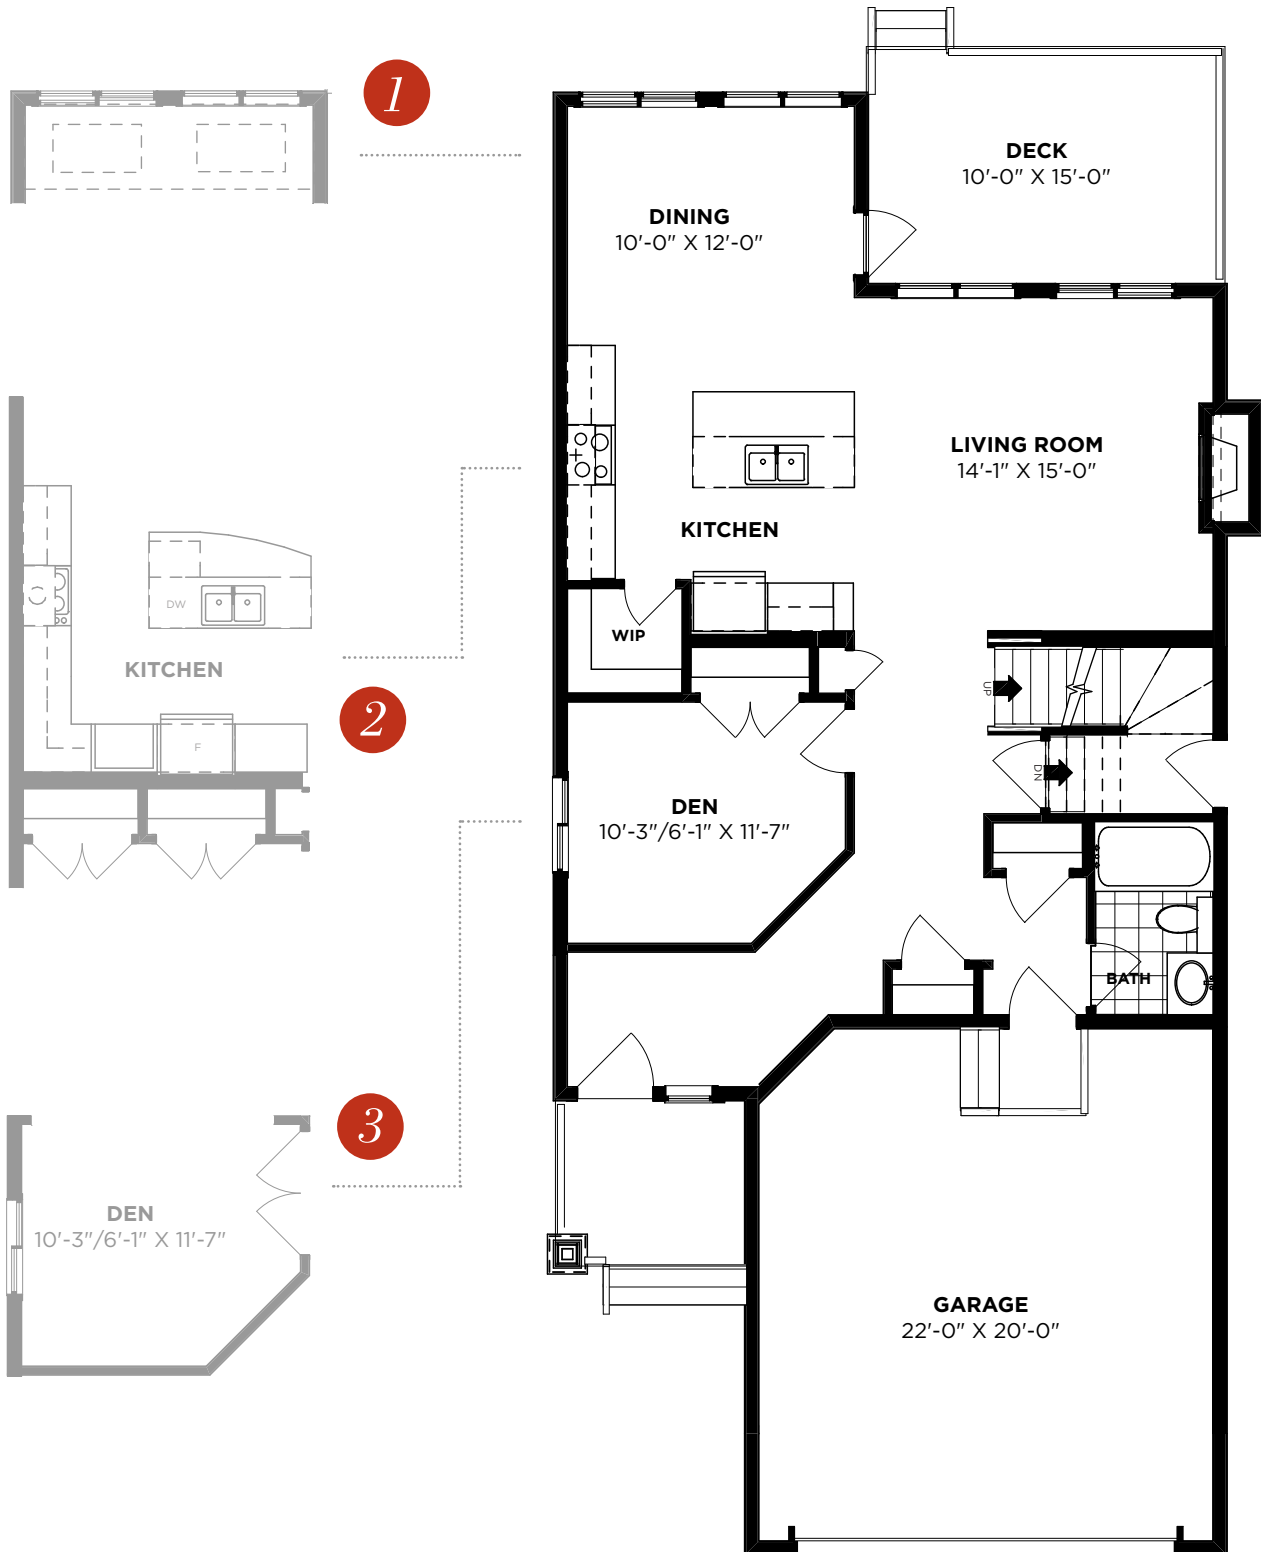 1
DECK
10'-0" X 15'-0"
DINING
10'-0" X 12'-0"
LIVING ROOM
14'-1" X 15'-0"
KITCHEN
WIP
DW
KITCHEN
F
2
UP
DN
DEN
10'-3"/6'-1" X 11'-7"
BATH
3
DEN
10'-3"/6'-1" X 11'-7"
GARAGE
22'-0" X 20'-0"